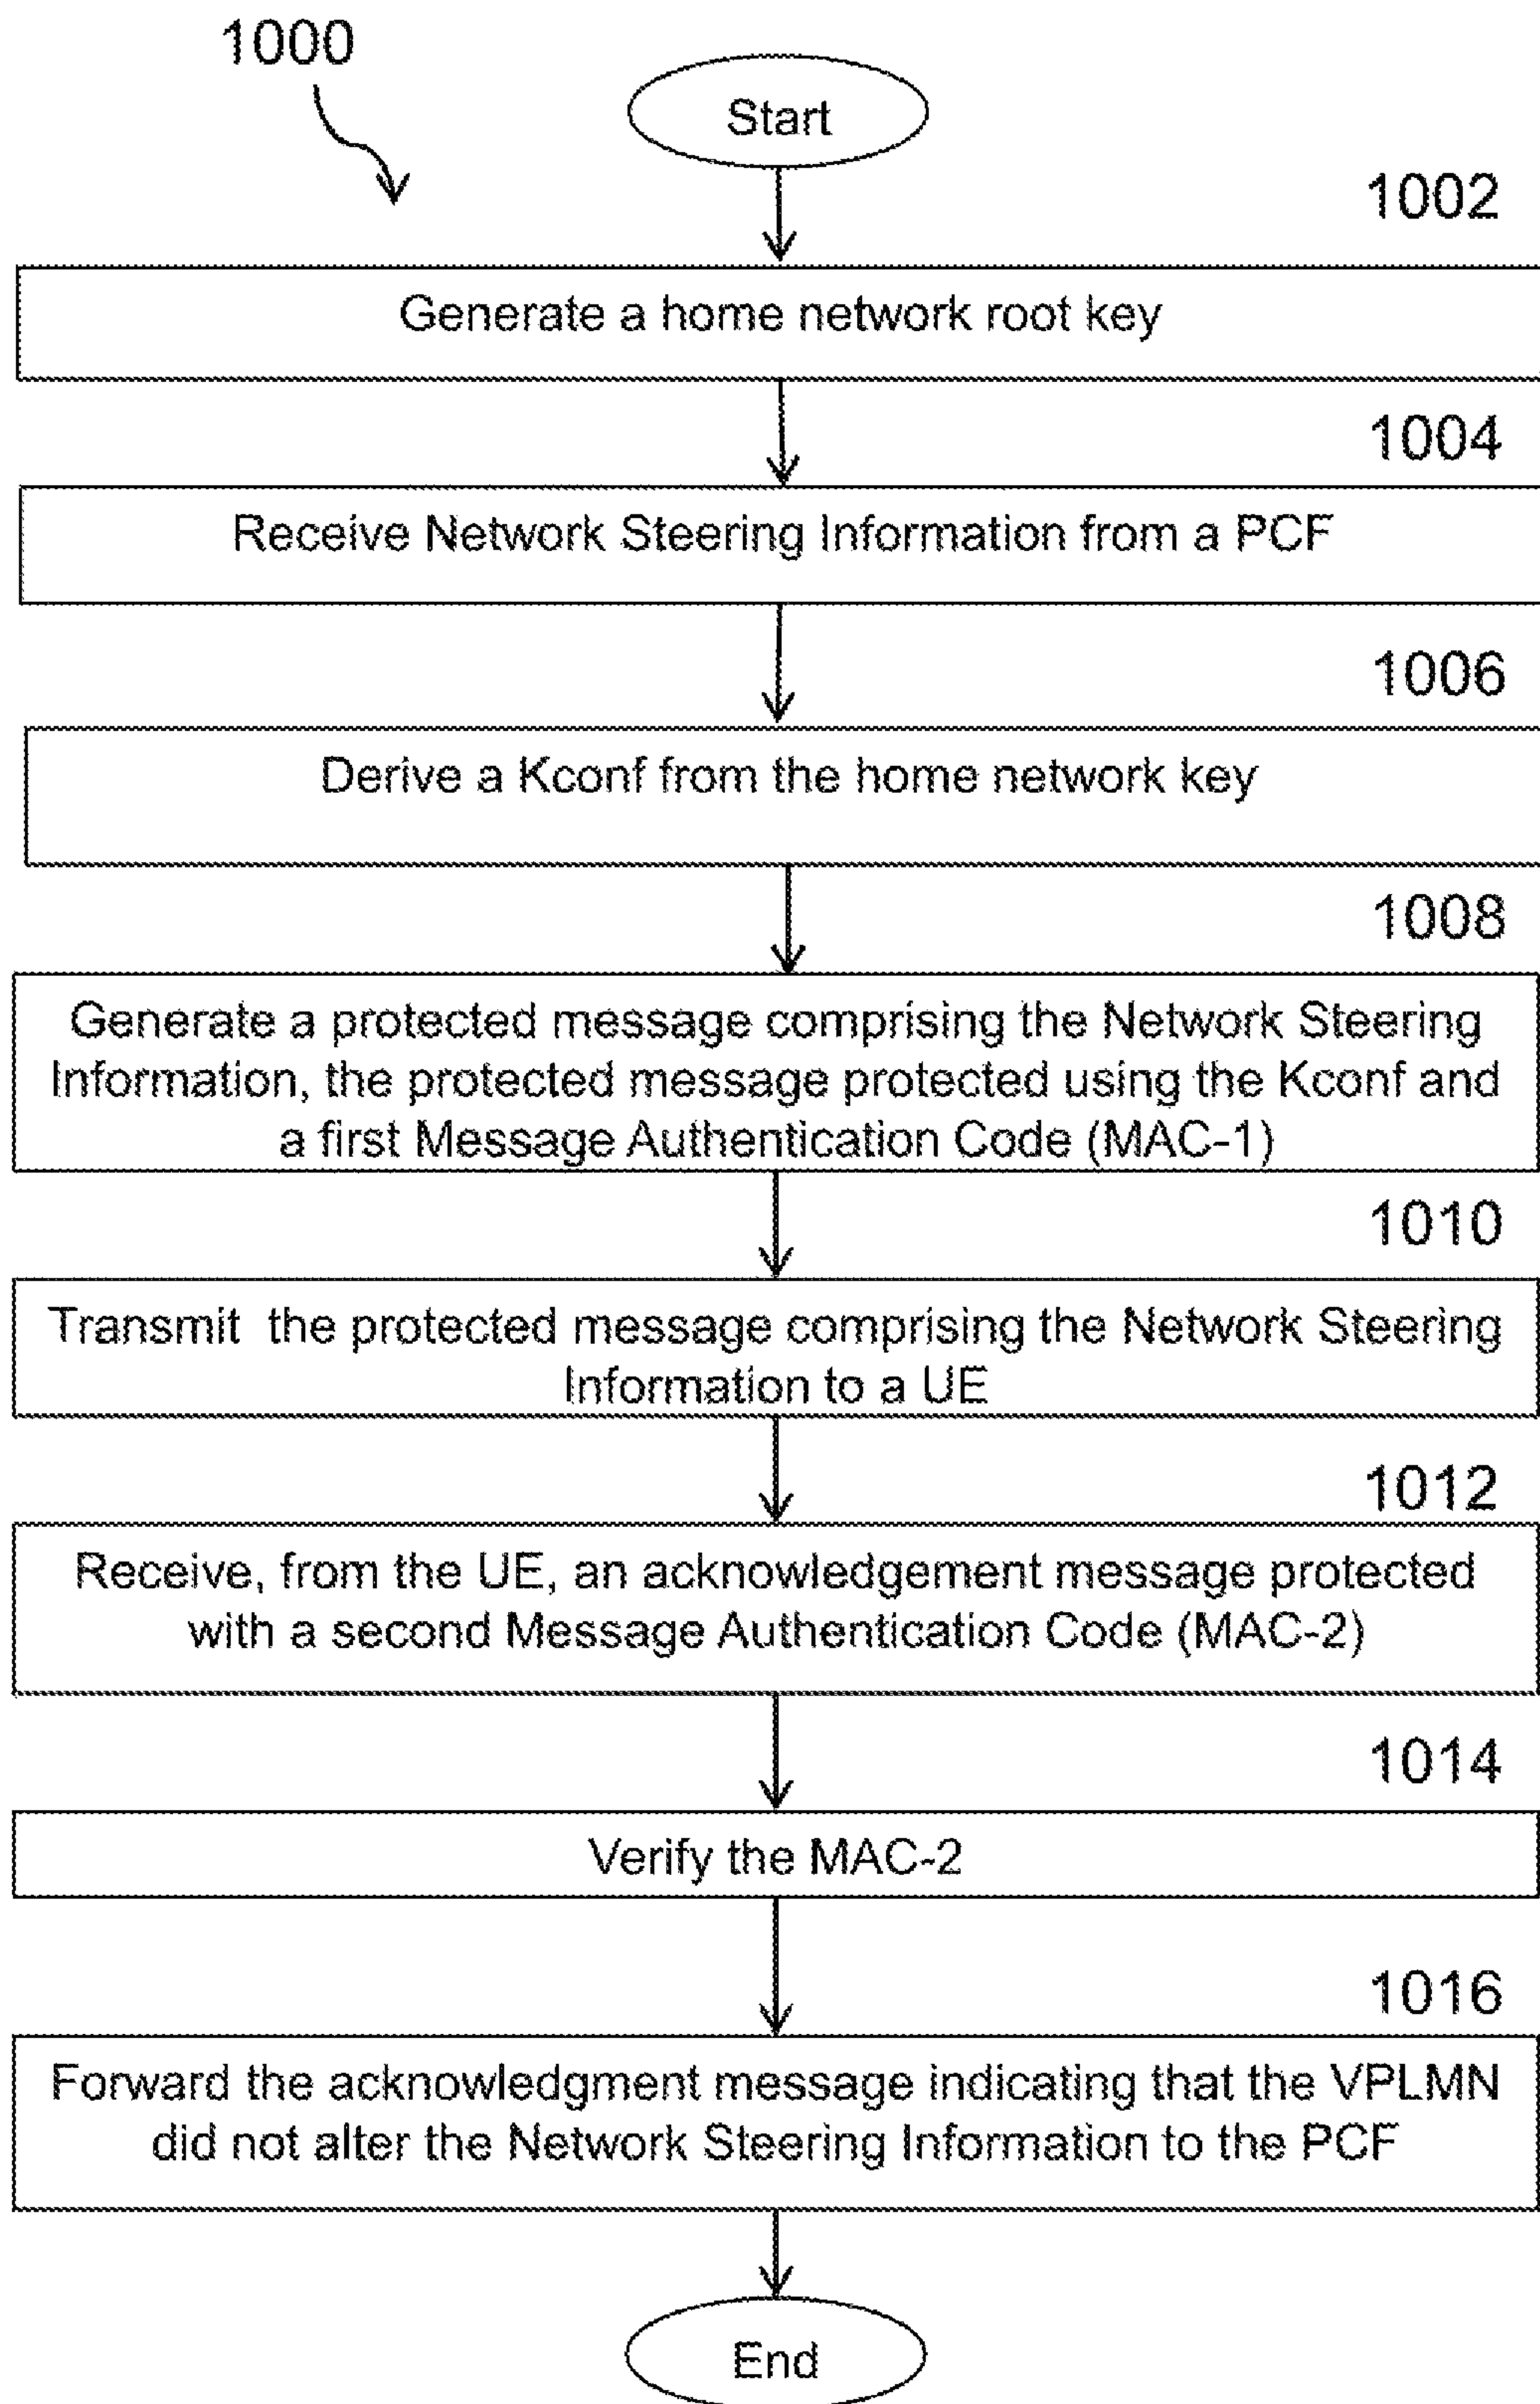 1000
Start
1002
Generate a home network root key
1004
Receive Network Steering Information from a PCF
1006
Derive a Kconf from the home network key
1008
Generate a protected message comprising the Network Steering
Information, the protected message protected using the Kconf and
a first Message Authentication Code (MAC-1)
1010
Transmit the protected message comprising the Network Steering
Information to a UE
1012
Receive, from the UE, an acknowledgement message protected
with a second Message Authentication Code (MAC-2)
1014
Verify the MAC-2
1016
Forward the acknowledgment message indicating that the VPLMN
did not alter the Network Steering Information to the PCF
End